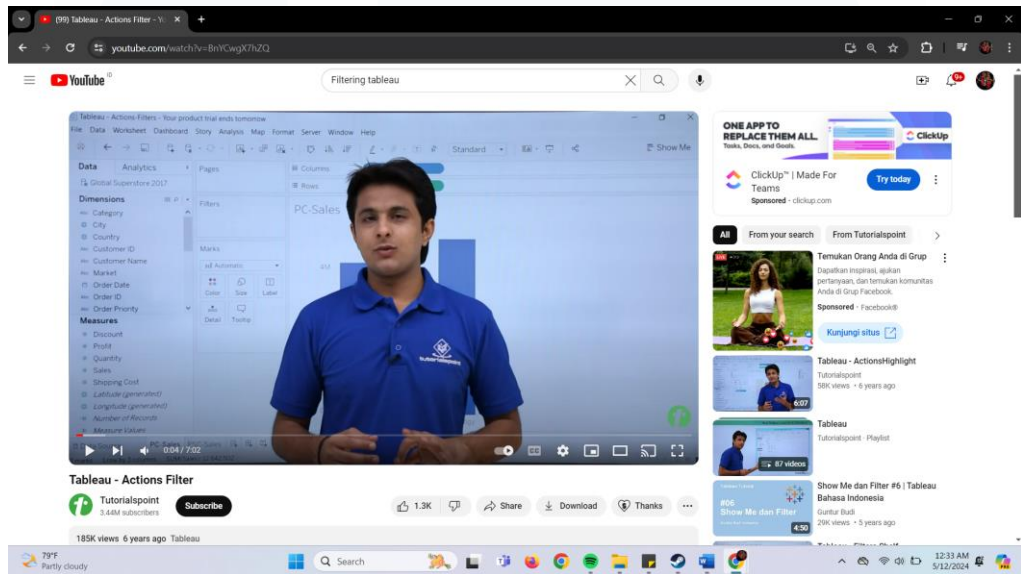 (99) Tableau - Actions Filter - Yo
youtube.com/watch?v=BnYCwgX7hZQ
YouTube ID
Filtering tableau
9+
Tableau - Actions-Filters - Your product trial ends tomorrow
File Data Worksheet Dashboard Story Analysis Map Format Server Window Help
Standard
Show Me
Data Analytics
Pages
Columns
Global Superstore 2017
Rows
Dimensions
Filters
PC-Sales
Category
City
Country
Customer ID
Marks
Customer Name
Automatic
Market
Order Date
Color Size Label
Order ID
Order Priority
Detail Tooltip
Measures
Discount
Profit
Quantity
Sales
Shipping Cost
Latitude (generated)
Longitude (generated)
Number of Records
Measure Values
tutorialspoint
0:04 / 7:02
Tableau - Actions Filter
Tutorialspoint
3.44M subscribers
Subscribe
1.3K
Share
Download
Thanks
185K views 6 years ago Tableau
ONE APP TO
REPLACE THEM ALL.
Tasks, Docs, and Goals.
ClickUp
ClickUp™ | Made For
Teams
Sponsored · clickup.com
Try today
All From your search From Tutorialspoint
LIVE
Temukan Orang Anda di Grup
Dapatkan inspirasi, ajukan
pertanyaan, dan temukan komunitas
Anda di Grup Facebook.
Sponsored · Facebook®
Kunjungi situs
Tableau - ActionsHighlight
Tutorialspoint
58K views · 6 years ago
6:07
Tableau
Tutorialspoint · Playlist
87 videos
Show Me dan Filter #6 | Tableau
Bahasa Indonesia
Guntur Budi
29K views · 5 years ago
#06
Show Me dan Filter
4:50
79°F
Partly cloudy
Search
12:33 AM
5/12/2024